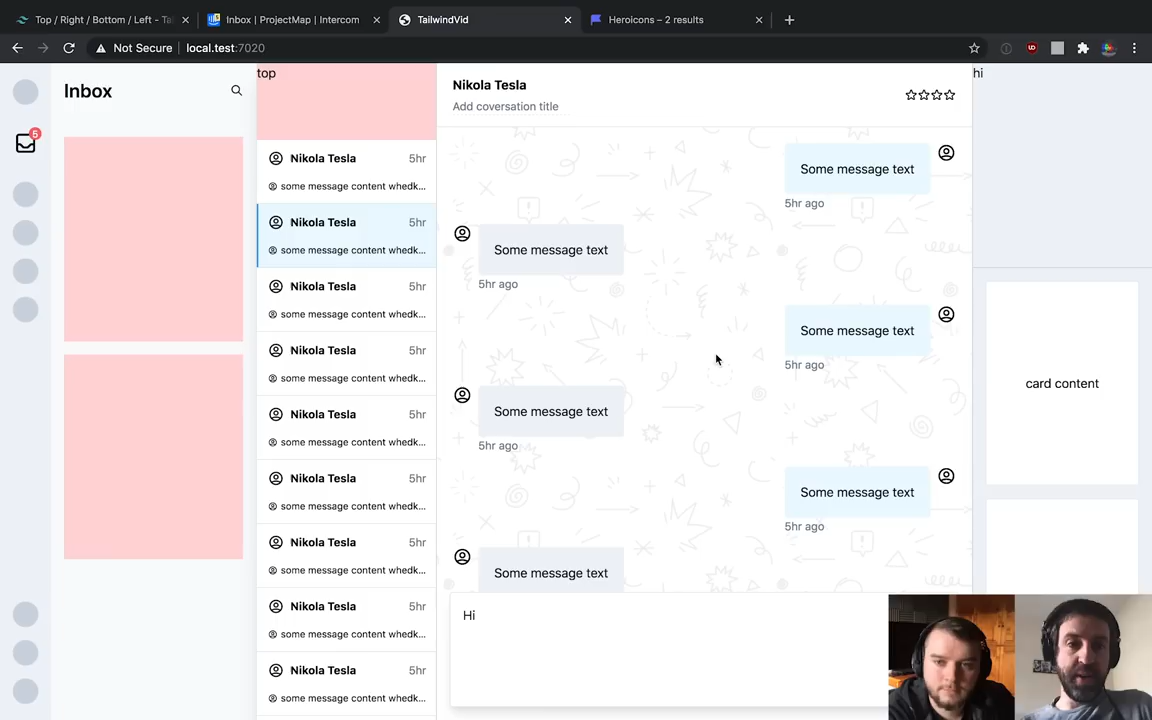 Top / Right / Bottom / Left - Tai
Inbox | ProjectMap | Intercom
TailwindVid
Heroicons – 2 results
Not Secure
local.test:7020
Inbox
5
top
Nikola Tesla
5hr
some message content whedk...
Nikola Tesla
5hr
some message content whedk...
Nikola Tesla
5hr
some message content whedk...
Nikola Tesla
5hr
some message content whedk...
Nikola Tesla
5hr
some message content whedk...
Nikola Tesla
5hr
some message content whedk...
Nikola Tesla
5hr
some message content whedk...
Nikola Tesla
5hr
some message content whedk...
Nikola Tesla
5hr
some message content whedk...
Nikola Tesla
Add coversation title
Some message text
5hr ago
Some message text
5hr ago
Some message text
5hr ago
Some message text
5hr ago
Some message text
5hr ago
Some message text
Hi
hi
card content